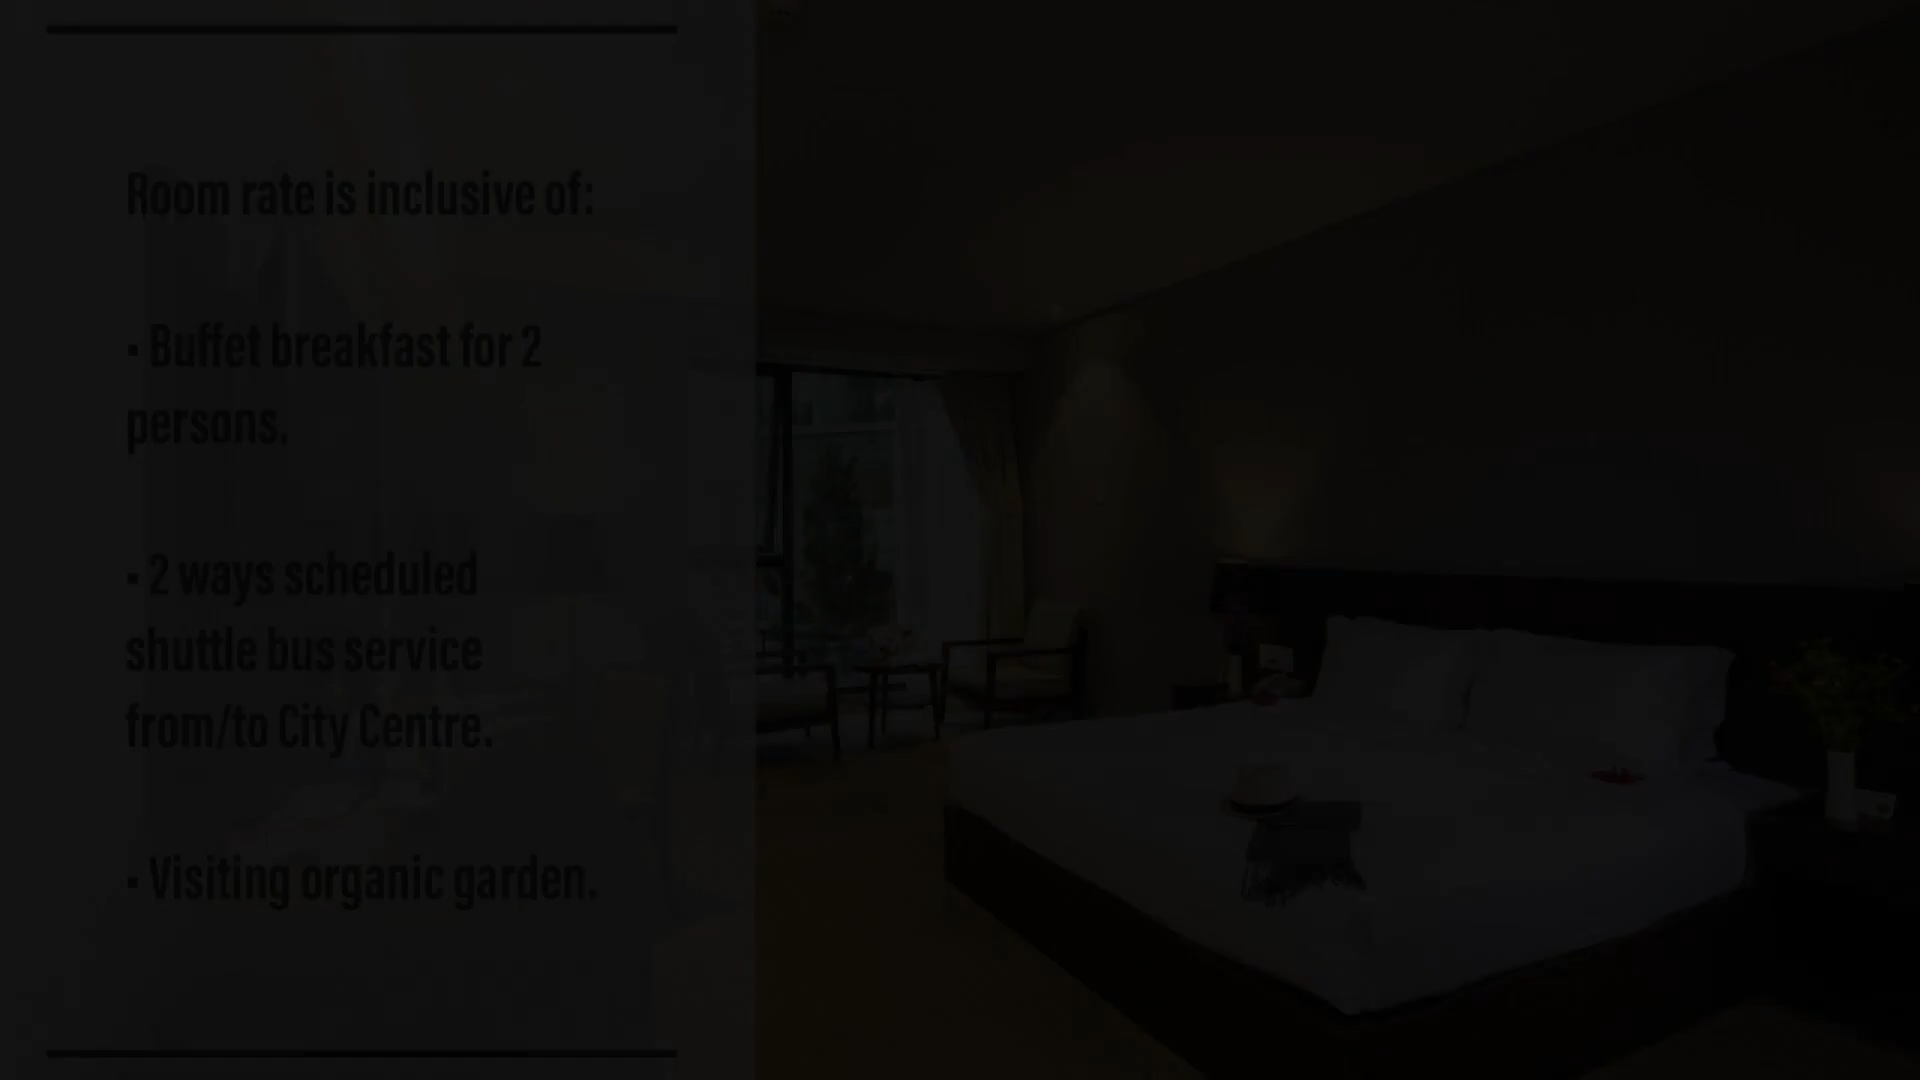 Room rate is inclusive of:
· Buffet breakfast for 2
persons.
· 2 ways scheduled
shuttle bus service
from/to City Centre.
· Visiting organic garden.